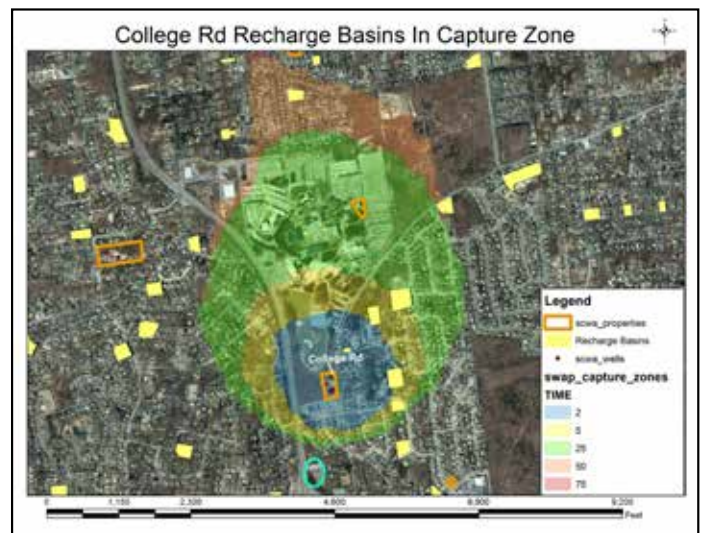 College Rd Recharge Basins In Capture Zone
College Rd
Legend
scwa_properties
Recharge Basins
scwa_wells
swap_capture_zones
TIME
2
5
25
50
75
0 1,150 2,300 4,600 6,900 9,200
Feet